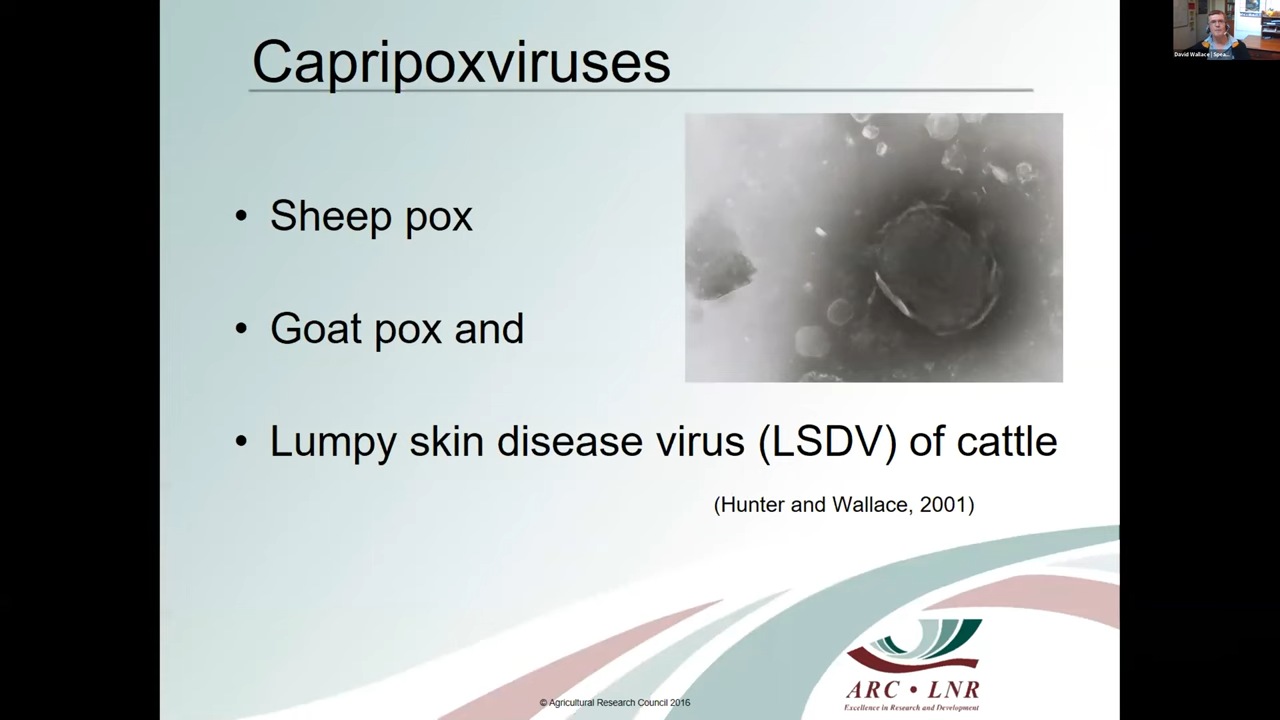 Capripoxviruses
• Sheep pox
• Goat pox and
• Lumpy skin disease virus (LSDV) of cattle
(Hunter and Wallace, 2001)
ARC • LNR
Excellence in Research and Development
© Agricultural Research Council 2016
David Wallace | Spea...